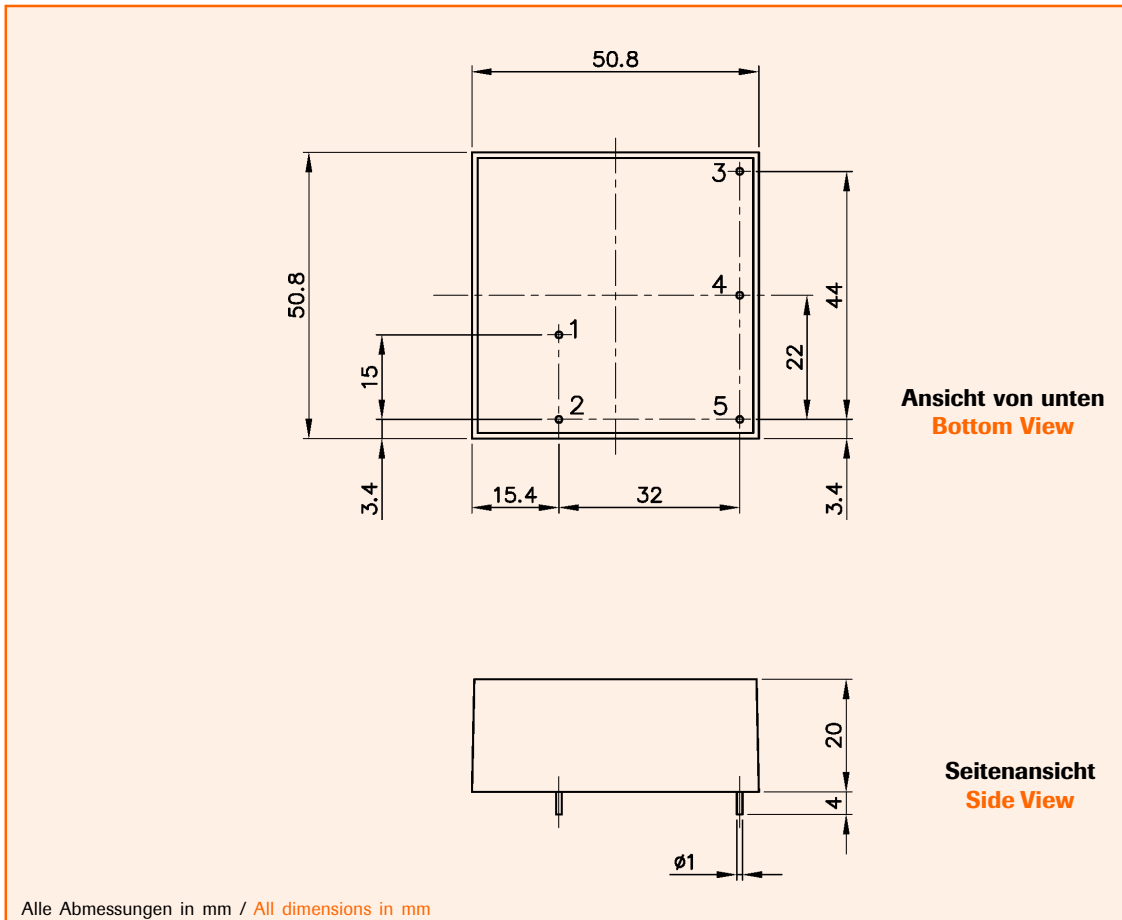 50.8
3
50.8
4
44
1
22
15
2
5
Ansicht von unten
Bottom View
3.4
15.4
32
3.4
20
Seitenansicht
Side View
4
ø1
Alle Abmessungen in mm / All dimensions in mm